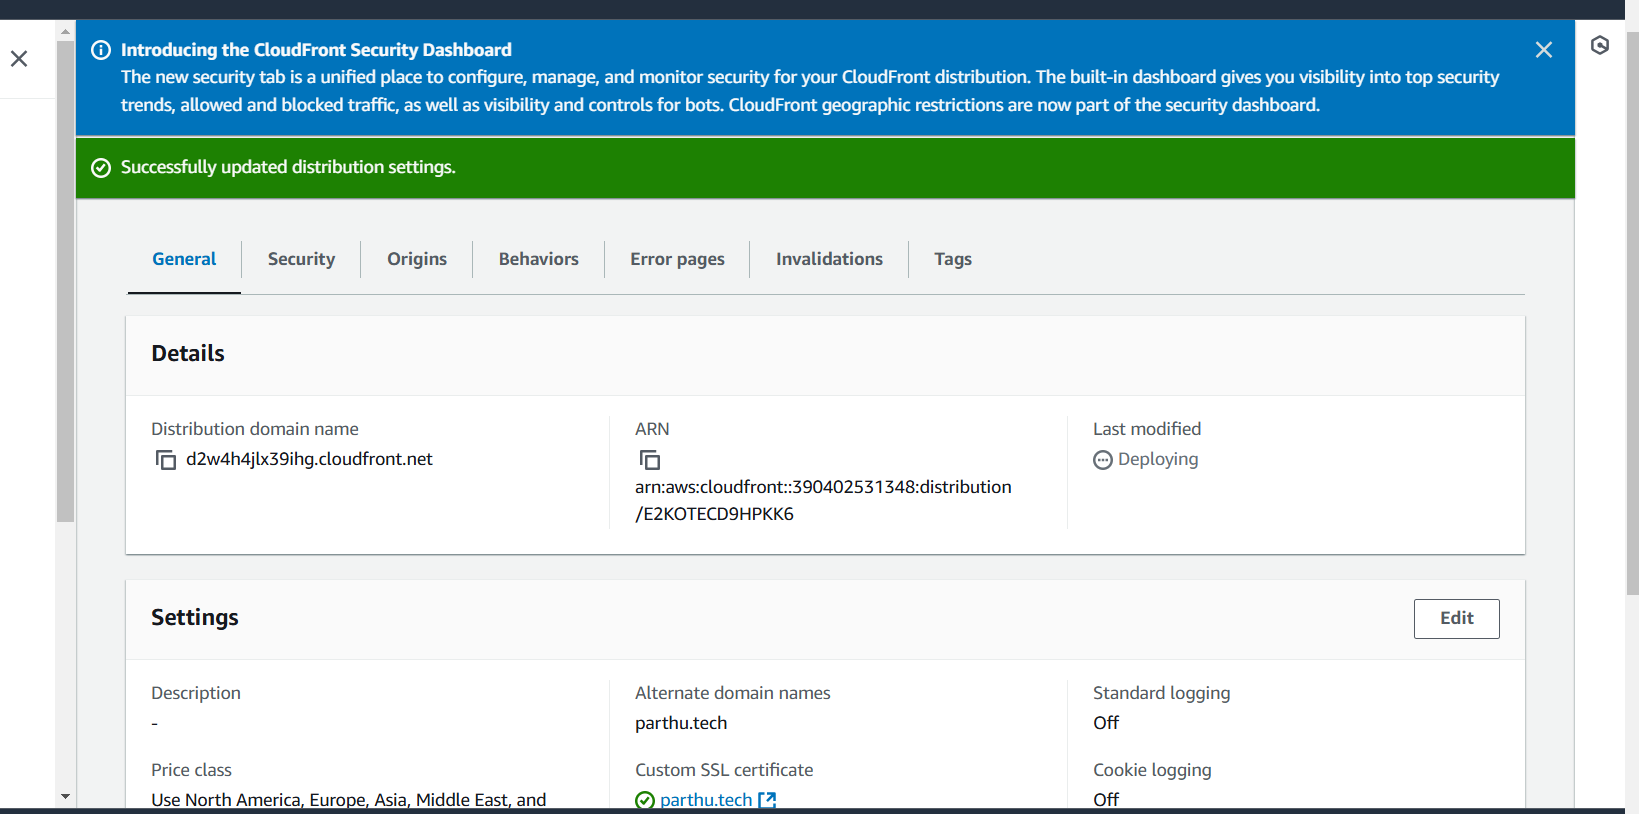 Introducing the CloudFront Security Dashboard
The new security tab is a unified place to configure, manage, and monitor security for your CloudFront distribution. The built-in dashboard gives you visibility into top security
trends, allowed and blocked traffic, as well as visibility and controls for bots. CloudFront geographic restrictions are now part of the security dashboard.
Successfully updated distribution settings.
General Security Origins Behaviors Error pages Invalidations Tags
Details
Distribution domain name
d2w4h4jlx39ihg.cloudfront.net
ARN
arn:aws:cloudfront::390402531348:distribution
/E2KOTECD9HPKK6
Last modified
Deploying
Settings
Edit
Description
-
Alternate domain names
parthu.tech
Standard logging
Off
Price class
Use North America, Europe, Asia, Middle East, and
Custom SSL certificate
parthu.tech
Cookie logging
Off